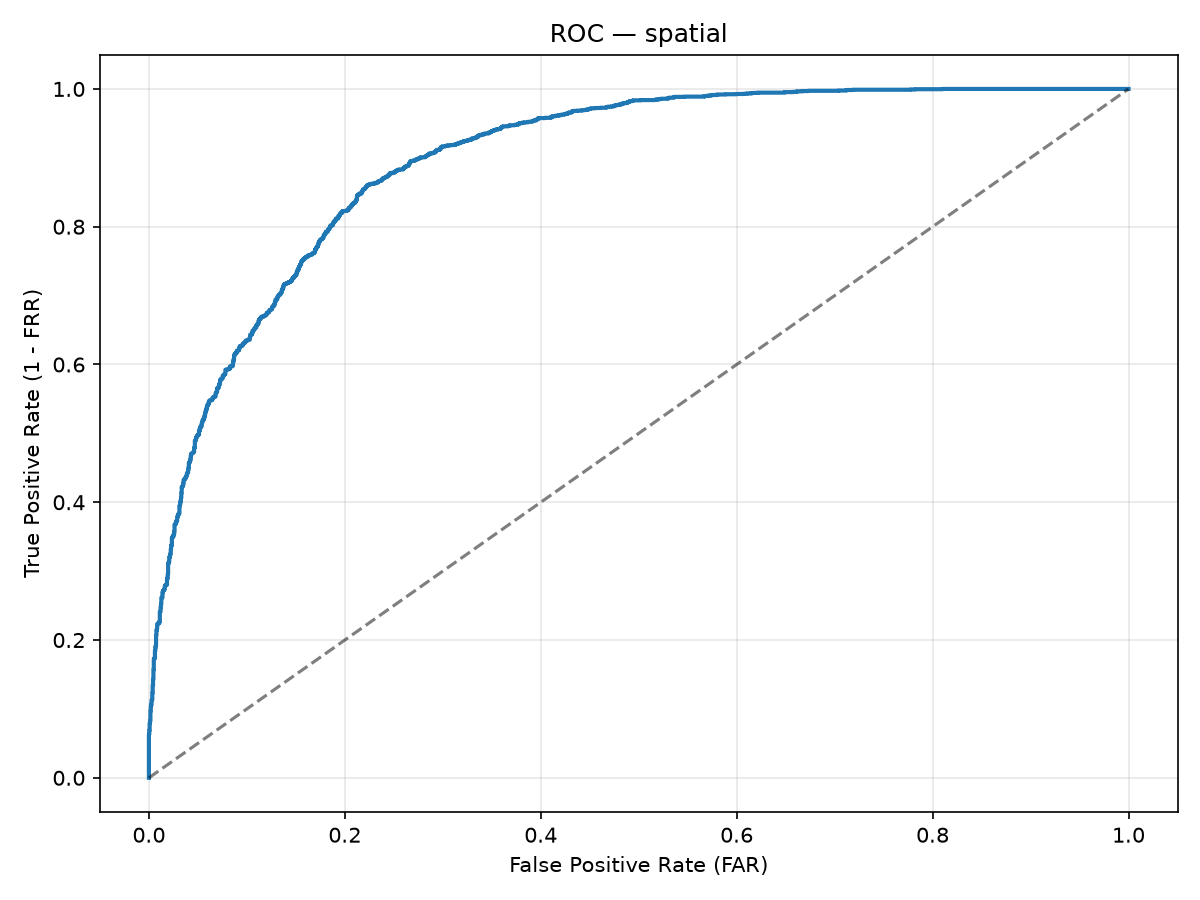 ROC — spatial
True Positive Rate (1 - FRR)
1.0
0.8
0.6
0.4
0.2
0.0
0.0 0.2 0.4 0.6 0.8 1.0
False Positive Rate (FAR)